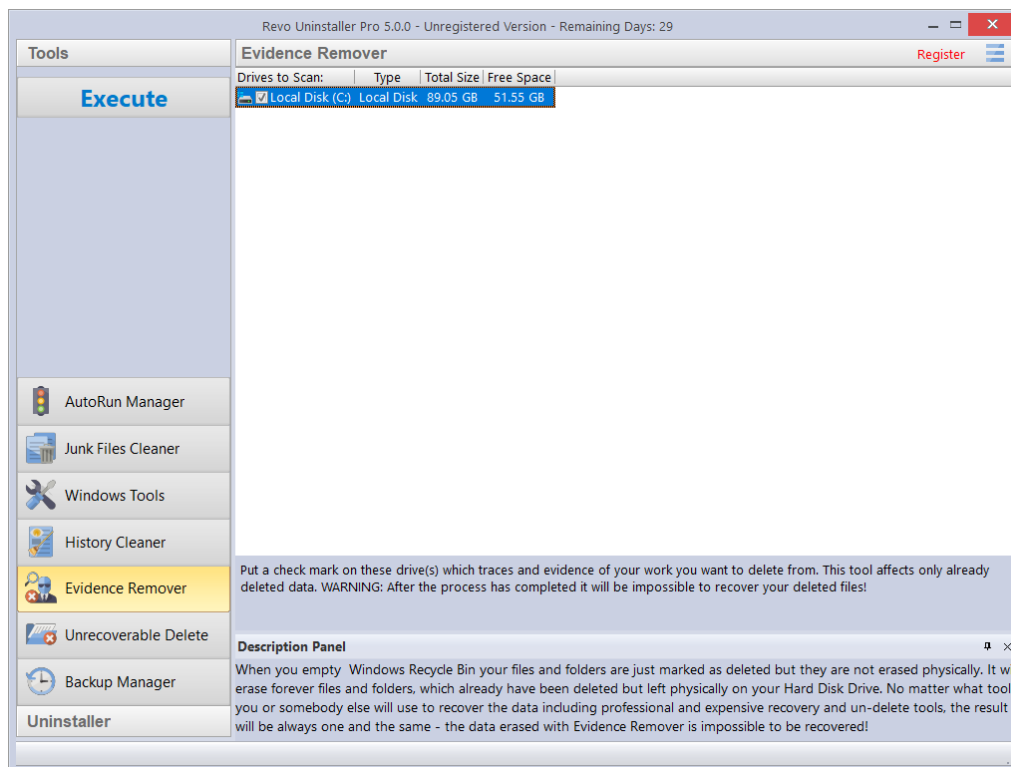 Revo Uninstaller Pro 5.0.0 - Unregistered Version - Remaining Days: 29
Tools
Execute
AutoRun Manager
Junk Files Cleaner
Windows Tools
History Cleaner
Evidence Remover
Unrecoverable Delete
Backup Manager
Uninstaller
Evidence Remover
Register
Drives to Scan: Type Total Size Free Space
Local Disk (C:) Local Disk 89.05 GB 51.55 GB
Put a check mark on these drive(s) which traces and evidence of your work you want to delete from. This tool affects only already
deleted data. WARNING: After the process has completed it will be impossible to recover your deleted files!
Description Panel
When you empty Windows Recycle Bin your files and folders are just marked as deleted but they are not erased physically. It w
erase forever files and folders, which already have been deleted but left physically on your Hard Disk Drive. No matter what tool
you or somebody else will use to recover the data including professional and expensive recovery and un-delete tools, the result
will be always one and the same - the data erased with Evidence Remover is impossible to be recovered!